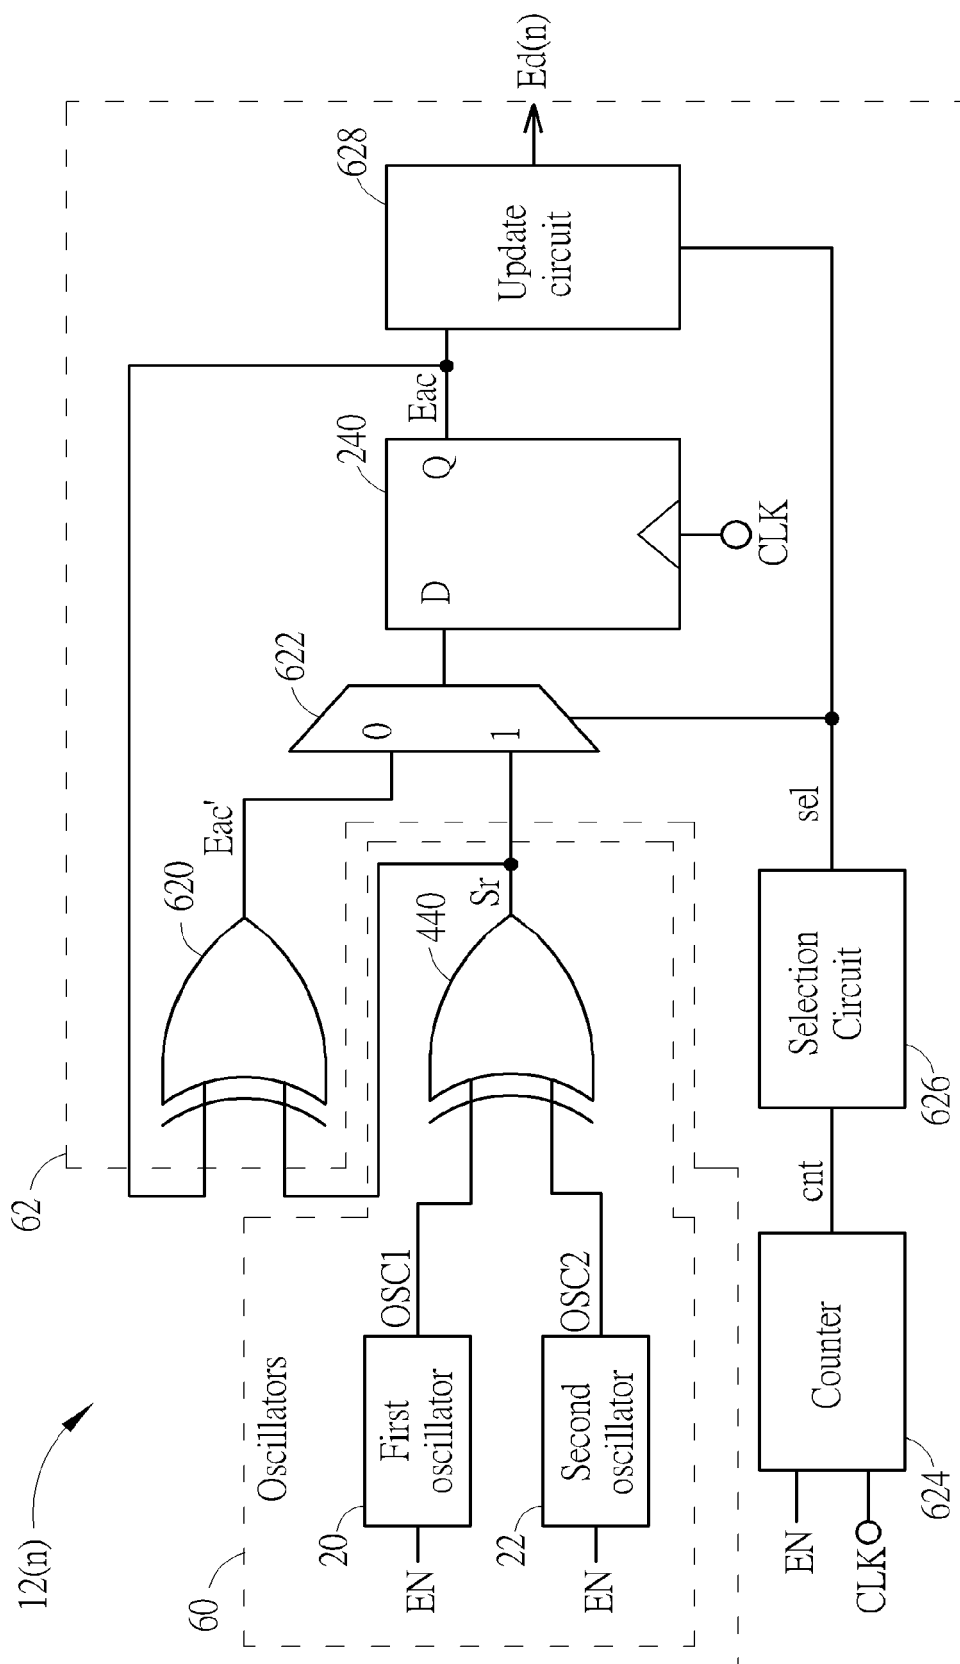 12(n)
62
60
Oscillators
20
First
oscillator
EN
OSC1
22
Second
oscillator
EN
OSC2
440
Sr
620
Eac'
622
0
1
240
D
Q
CLK
Eac
628
Update
circuit
Ed(n)
EN
CLK
Counter
624
cnt
Selection
Circuit
626
sel